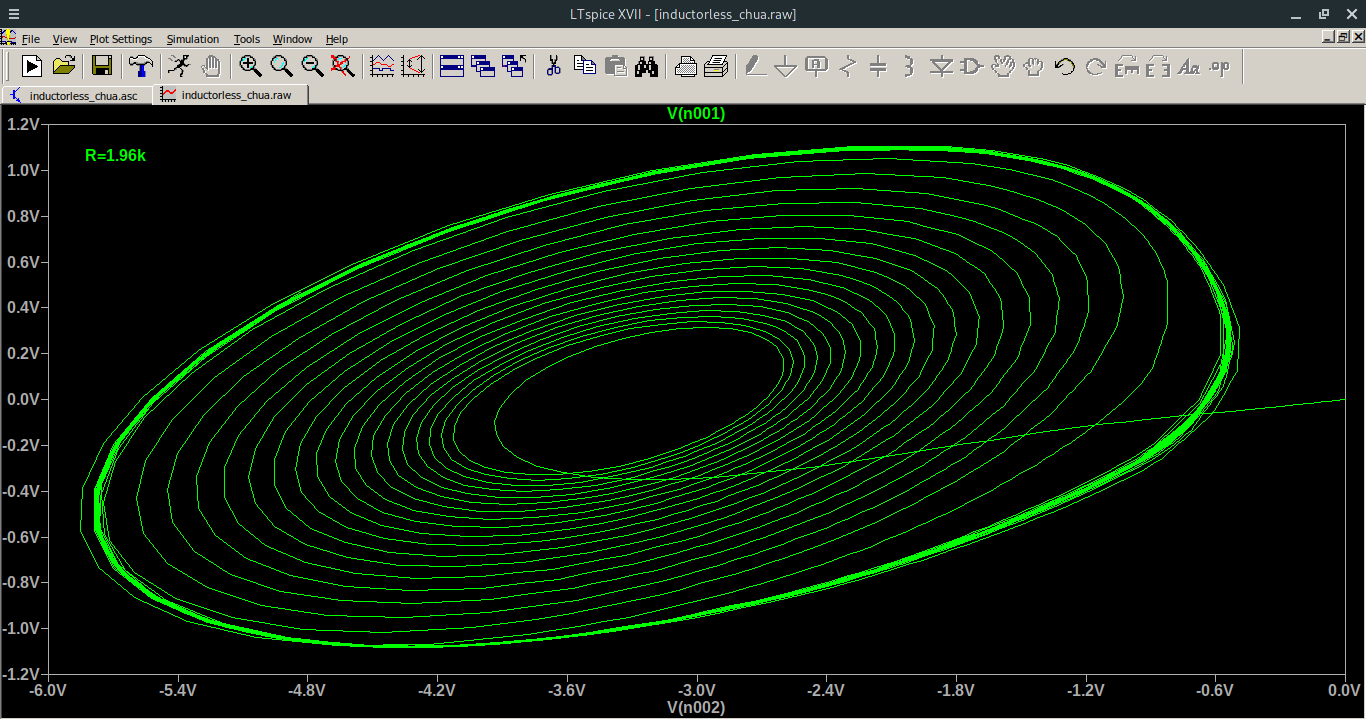 LTspice XVII - [inductorless_chua.raw]
File View Plot Settings Simulation Tools Window Help
inductorless_chua.asc inductorless_chua.raw
V(n001)
1.2V
R=1.96k
1.0V
0.8V
0.6V
0.4V
0.2V
0.0V
-0.2V
-0.4V
-0.6V
-0.8V
-1.0V
-1.2V
-6.0V -5.4V -4.8V -4.2V -3.6V -3.0V -2.4V -1.8V -1.2V -0.6V 0.0V
V(n002)